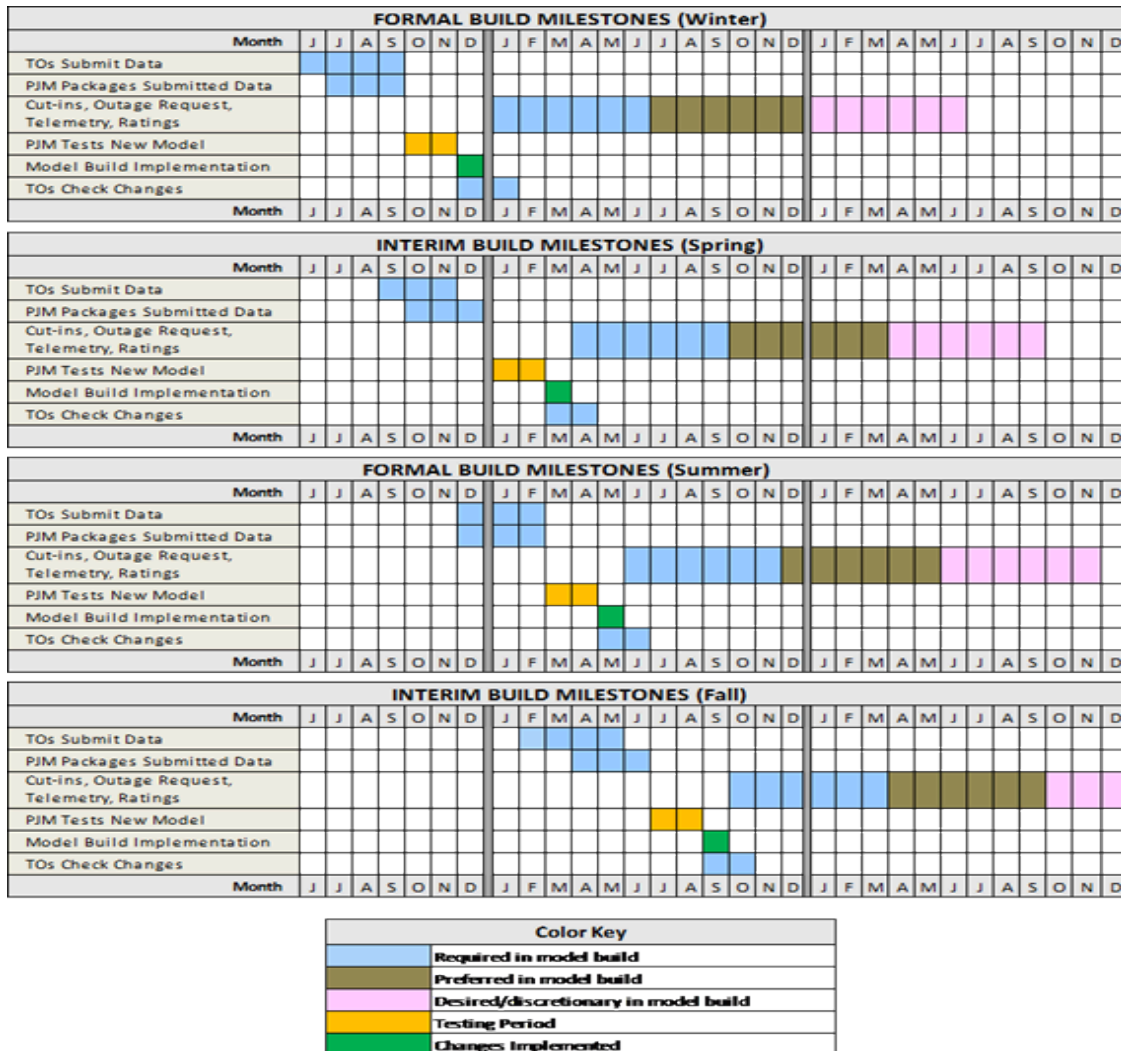 FORMAL BUILD MILESTONES (Winter)
Month J J A S O N D J F M A M J J A S O N D J F M A M J J A S O N D
TOs Submit Data
PJM Packages Submitted Data
Cut-ins, Outage Request,
Telemetry, Ratings
PJM Tests New Model
Model Build Implementation
TOs Check Changes
Month J J A S O N D J F M A M J J A S O N D J F M A M J J A S O N D
INTERIM BUILD MILESTONES (Spring)
Month J J A S O N D J F M A M J J A S O N D J F M A M J J A S O N D
TOs Submit Data
PJM Packages Submitted Data
Cut-ins, Outage Request,
Telemetry, Ratings
PJM Tests New Model
Model Build Implementation
TOs Check Changes
Month J J A S O N D J F M A M J J A S O N D J F M A M J J A S O N D
FORMAL BUILD MILESTONES (Summer)
Month J J A S O N D J F M A M J J A S O N D J F M A M J J A S O N D
TOs Submit Data
PJM Packages Submitted Data
Cut-ins, Outage Request,
Telemetry, Ratings
PJM Tests New Model
Model Build Implementation
TOs Check Changes
Month J J A S O N D J F M A M J J A S O N D J F M A M J J A S O N D
INTERIM BUILD MILESTONES (Fall)
Month J J A S O N D J F M A M J J A S O N D J F M A M J J A S O N D
TOs Submit Data
PJM Packages Submitted Data
Cut-ins, Outage Request,
Telemetry, Ratings
PJM Tests New Model
Model Build Implementation
TOs Check Changes
Month J J A S O N D J F M A M J J A S O N D J F M A M J J A S O N D
Color Key
Required in model build
Preferred in model build
Desired/discretionary in model build
Testing Period
Changes Implemented